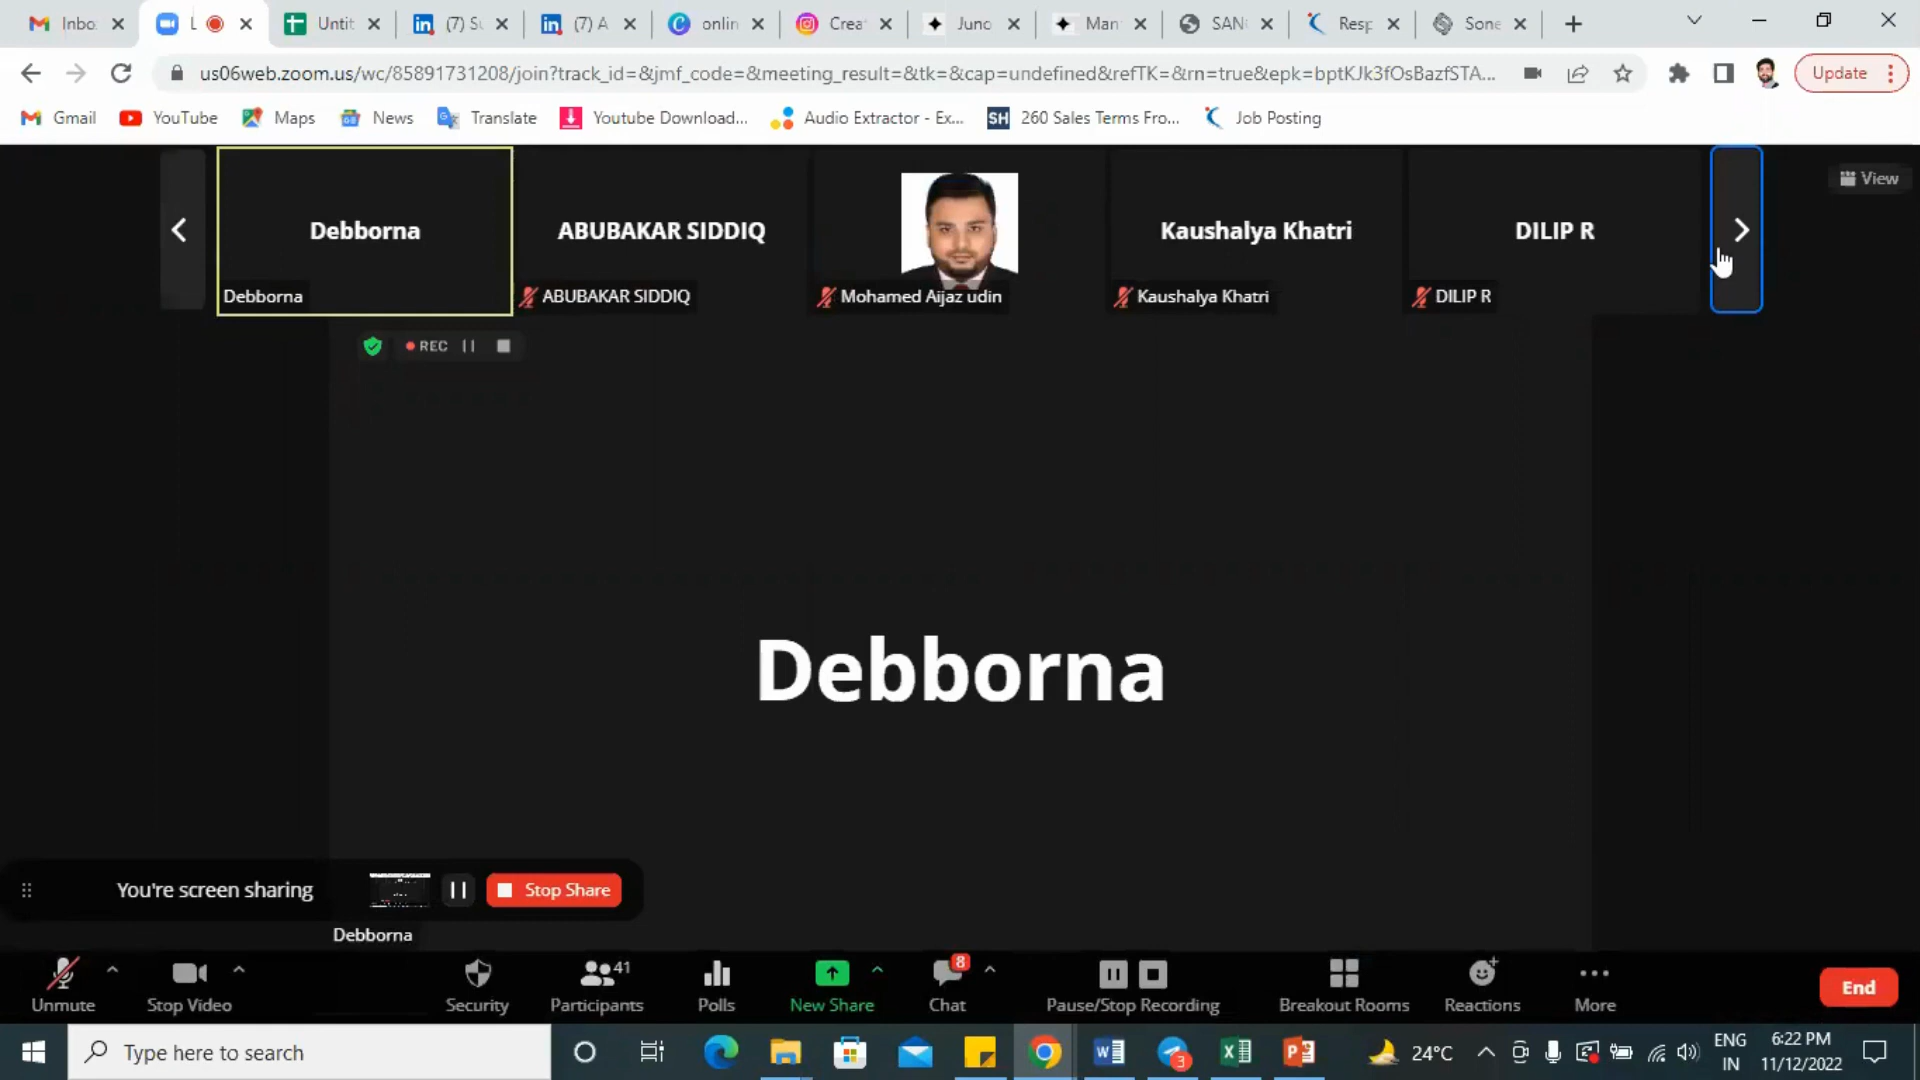 Inbo
L
Untit
(7) Su
(7) A
onlin
Crea
Juno
Man
SAN
Resp
Sone
us06web.zoom.us/wc/85891731208/join?track_id=&jmf_code=&meeting_result=&tk=&cap=undefined&refTK=&rn=true&epk=bptKJk3fOsBazfSTA...
Update
Gmail
YouTube
Maps
News
Translate
Youtube Download...
Audio Extractor - Ex...
SH
260 Sales Terms Fro...
Job Posting
Debborna
ABUBAKAR SIDDIQ
Kaushalya Khatri
DILIP R
View
Debborna
ABUBAKAR SIDDIQ
Mohamed Aijaz udin
Kaushalya Khatri
DILIP R
REC
Debborna
You're screen sharing
Stop Share
Debborna
41
8
Unmute
Stop Video
Security
Participants
Polls
New Share
Chat
Pause/Stop Recording
Breakout Rooms
Reactions
More
End
Type here to search
3
24°C
ENG
IN
6:22 PM
11/12/2022